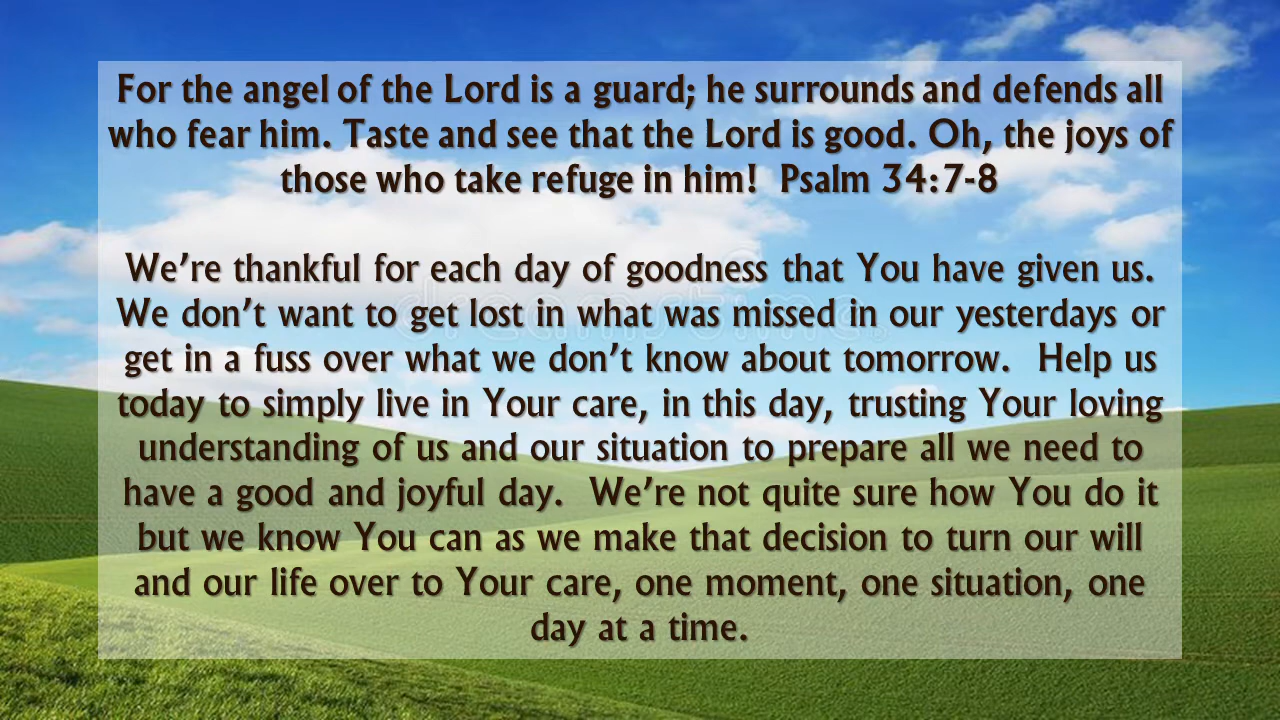 For the angel of the Lord is a guard; he surrounds and defends all
who fear him. Taste and see that the Lord is good. Oh, the joys of
those who take refuge in him!  Psalm 34:7-8
We’re thankful for each day of goodness that You have given us.
We don’t want to get lost in what was missed in our yesterdays or
get in a fuss over what we don’t know about tomorrow.  Help us
today to simply live in Your care, in this day, trusting Your loving
understanding of us and our situation to prepare all we need to
have a good and joyful day.  We’re not quite sure how You do it
but we know You can as we make that decision to turn our will
and our life over to Your care, one moment, one situation, one
day at a time.
dreamstime.